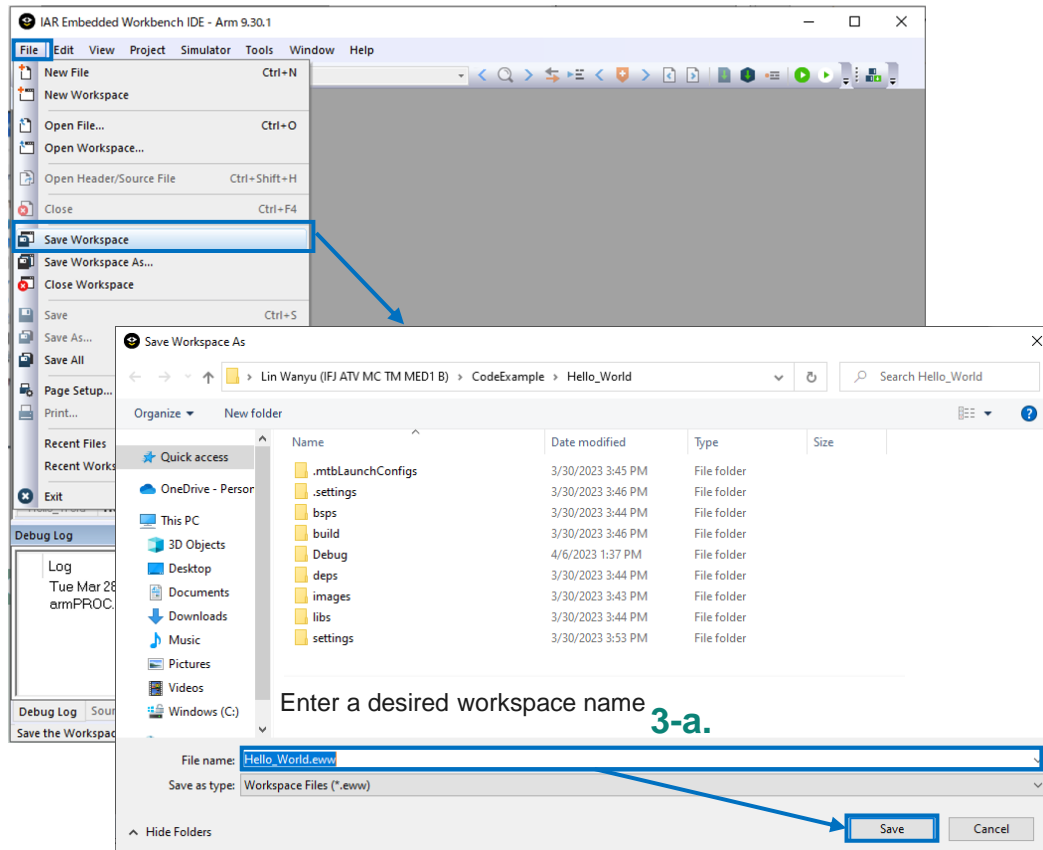 IAR Embedded Workbench IDE - Arm 9.30.1
File Edit View Project Simulator Tools Window Help
New File Ctrl+N
New Workspace
Open File... Ctrl+O
Open Workspace...
Open Header/Source File Ctrl+Shift+H
Close Ctrl+F4
Save Workspace
Save Workspace As...
Close Workspace
Save Ctrl+S
Save As...
Save All
Page Setup...
Print...
Recent Files
Recent Works
Exit
Debug Log
Log
Tue Mar 28
armPROC.
Debug Log Sour
Save the Workspac
Save Workspace As
Lin Wanyu (IFJ ATV MC TM MED1 B) > CodeExample > Hello_World Search Hello_World
Organize New folder
Name Date modified Type Size
Quick access
OneDrive - Person
This PC
3D Objects
Desktop
Documents
Downloads
Music
Pictures
Videos
Windows (C:)
.mtbLaunchConfigs 3/30/2023 3:45 PM File folder
.settings 3/30/2023 3:46 PM File folder
bsps 3/30/2023 3:44 PM File folder
build 3/30/2023 3:46 PM File folder
Debug 4/6/2023 1:37 PM File folder
deps 3/30/2023 3:44 PM File folder
images 3/30/2023 3:43 PM File folder
libs 3/30/2023 3:44 PM File folder
settings 3/30/2023 3:53 PM File folder
Enter a desired workspace name
3-a.
File name: Hello_World.eww
Save as type: Workspace Files (*.eww)
Hide Folders Save Cancel